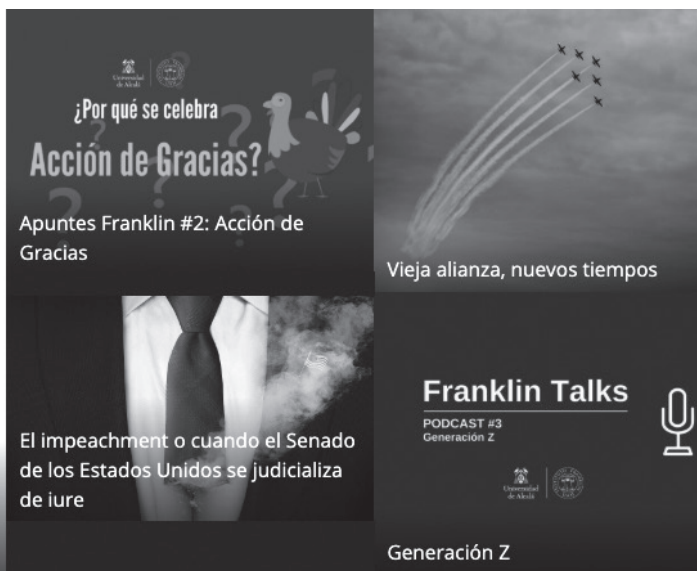 Universidad
de Alcalá
¿Por qué se celebra
Acción de Gracias?
Apuntes Franklin #2: Acción de
Gracias
Vieja alianza, nuevos tiempos
El impeachment o cuando el Senado
de los Estados Unidos se judicializa
de iure
Franklin Talks
PODCAST #3
Generación Z
Universidad
de Alcalá
Generación Z